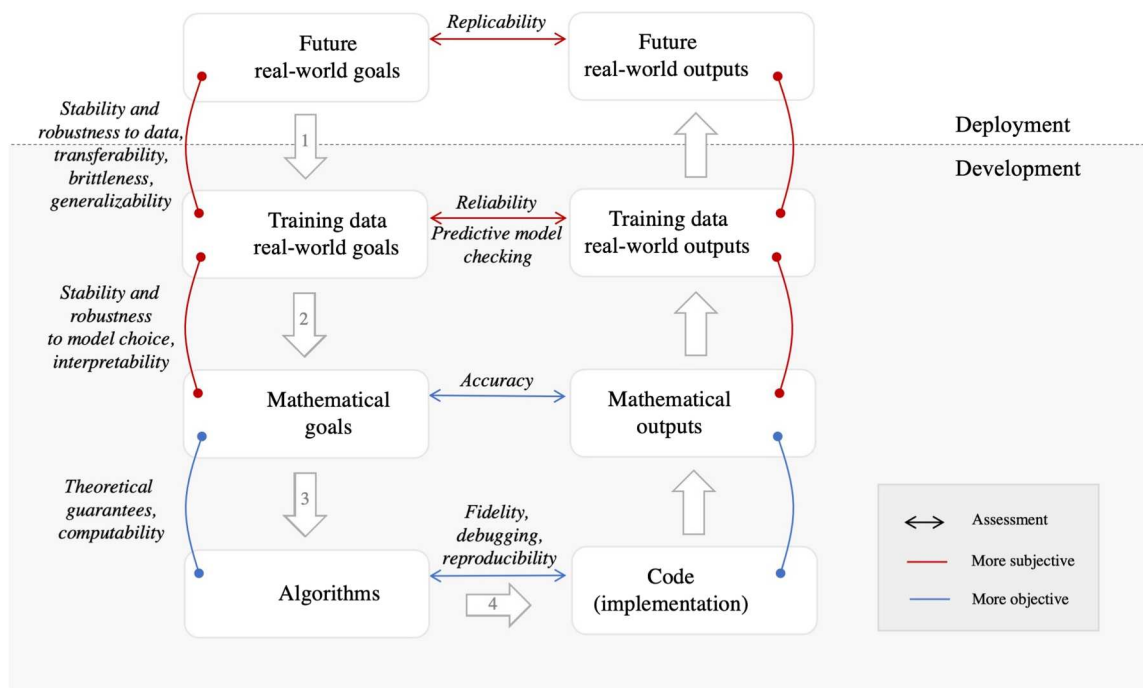 Replicability
Future
real-world goals
Future
real-world outputs
Stability and
robustness to data,
transferability,
brittleness,
generalizability
1
Deployment
Development
Training data
real-world goals
Reliability
Predictive model
checking
Training data
real-world outputs
Stability and
robustness
to model choice,
interpretability
2
Mathematical
goals
Accuracy
Mathematical
outputs
Theoretical
guarantees,
computability
3
Fidelity,
debugging,
reproducibility
Algorithms
4
Code
(implementation)
Assessment
More subjective
More objective